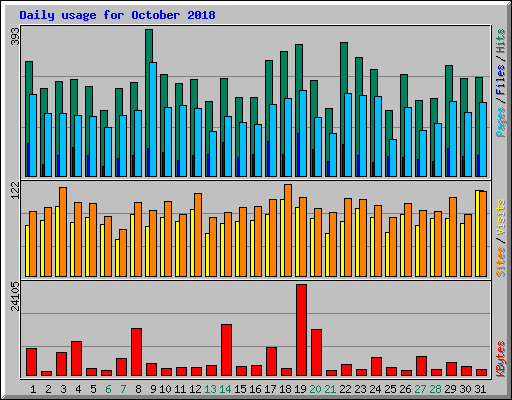 Daily usage for October 2018
393
Pages / Files / Hits
122
Sites / Visits
24105
KBytes
1 2 3 4 5 6 7 8 9 10 11 12 13 14 15 16 17 18 19 20 21 22 23 24 25 26 27 28 29 30 31